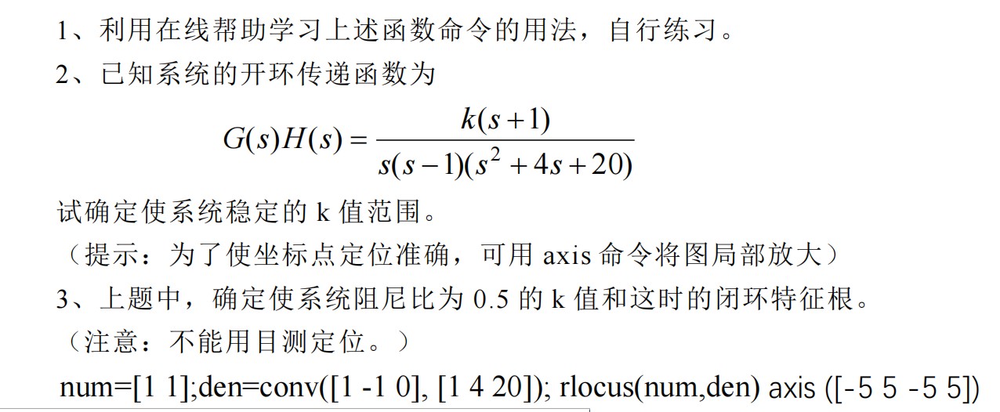 1、利用在线帮助学习上述函数命令的用法，自行练习。
2、已知系统的开环传递函数为
G(s)H(s) = k(s+1) / s(s−1)(s²+4s+20)
试确定使系统稳定的 k 值范围。
（提示：为了使坐标点定位准确，可用 axis 命令将图局部放大）
3、上题中，确定使系统阻尼比为 0.5 的 k 值和这时的闭环特征根。
（注意：不能用目测定位。）
num=[1 1];den=conv([1 -1 0], [1 4 20]); rlocus(num,den) axis ([-5 5 -5 5])